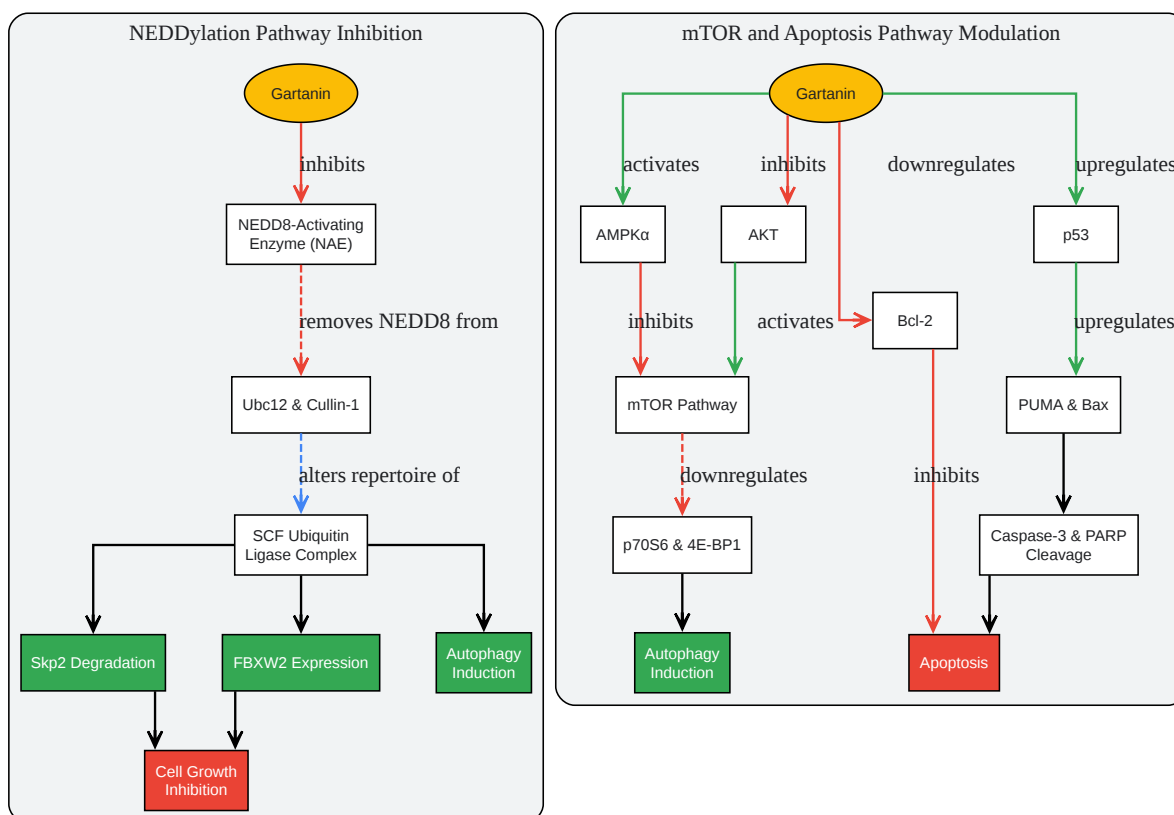 NEDDylation Pathway Inhibition
Gartanin
inhibits
NEDD8-Activating
Enzyme (NAE)
removes NEDD8 from
Ubc12 & Cullin-1
alters repertoire of
SCF Ubiquitin
Ligase Complex
Skp2 Degradation
FBXW2 Expression
Autophagy
Induction
Cell Growth
Inhibition
mTOR and Apoptosis Pathway Modulation
Gartanin
activates
inhibits
downregulates
upregulates
AMPKα
AKT
p53
Bcl-2
inhibits
activates
upregulates
mTOR Pathway
PUMA & Bax
downregulates
inhibits
p70S6 & 4E-BP1
Caspase-3 & PARP
Cleavage
Autophagy
Induction
Apoptosis